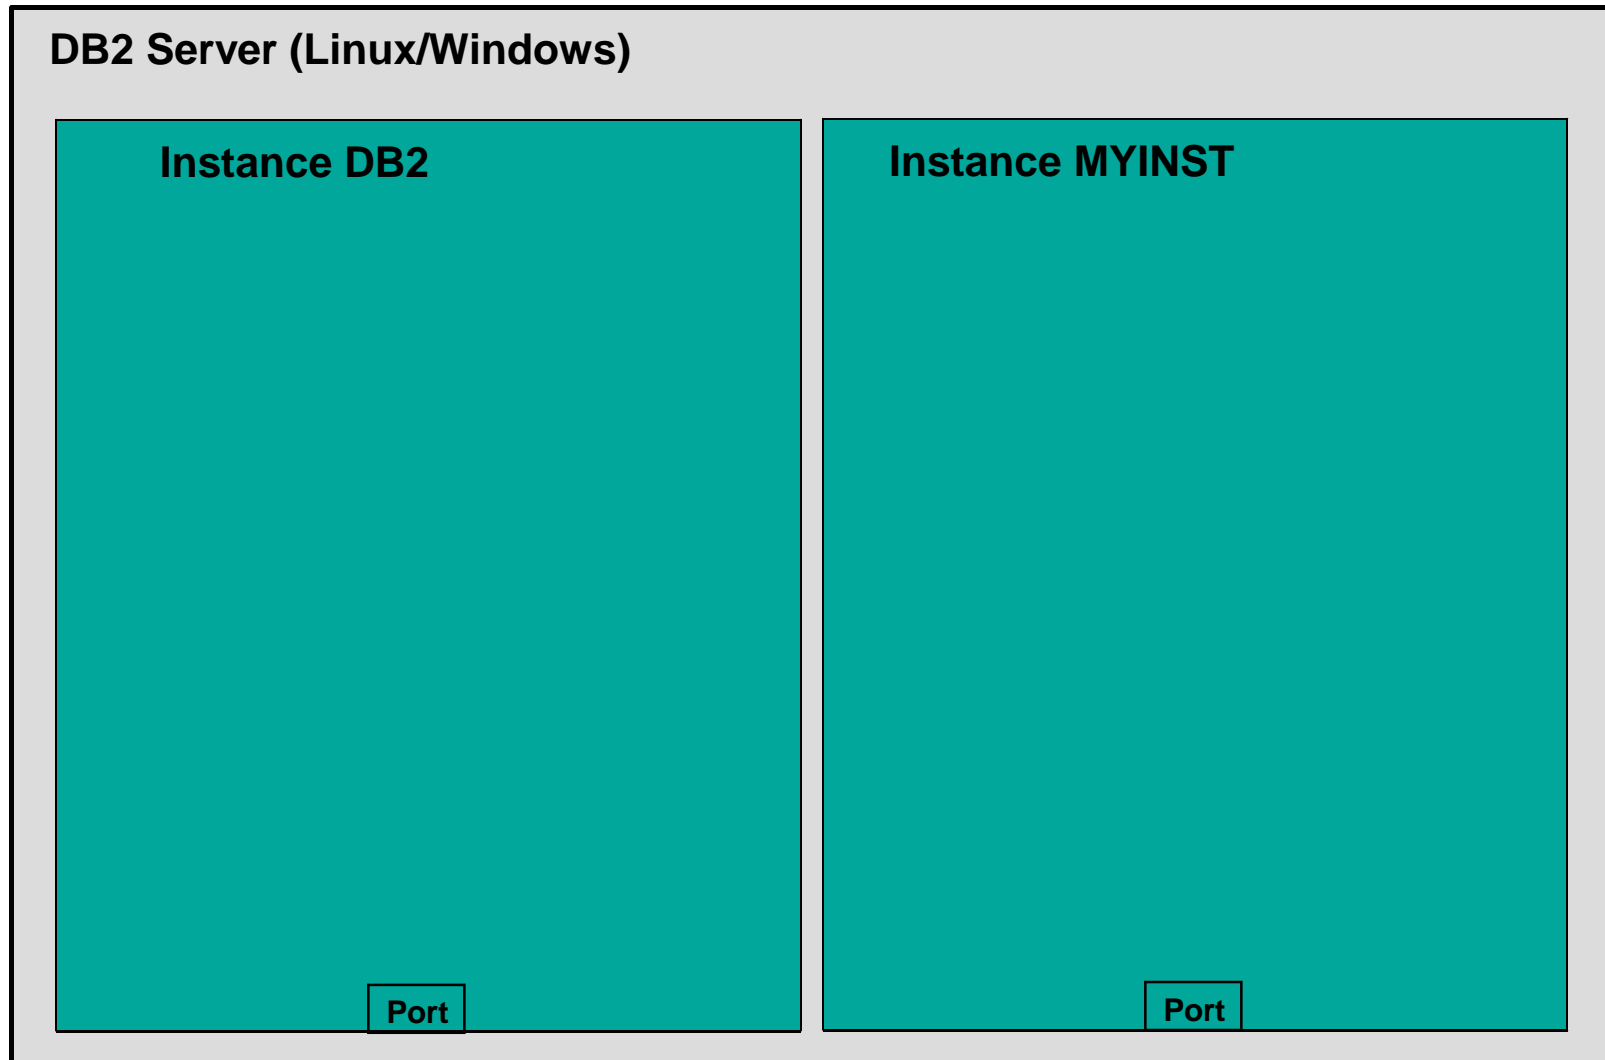 DB2 Server (Linux/Windows)
Instance DB2
Instance MYINST
Port
Port